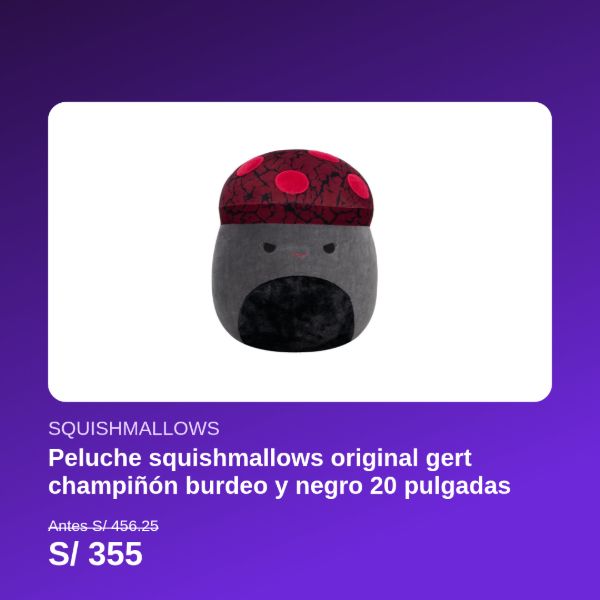 SQUISHMALLOWS
Peluche squishmallows original gert
champiñón burdeo y negro 20 pulgadas
Antes S/ 456.25
S/ 355